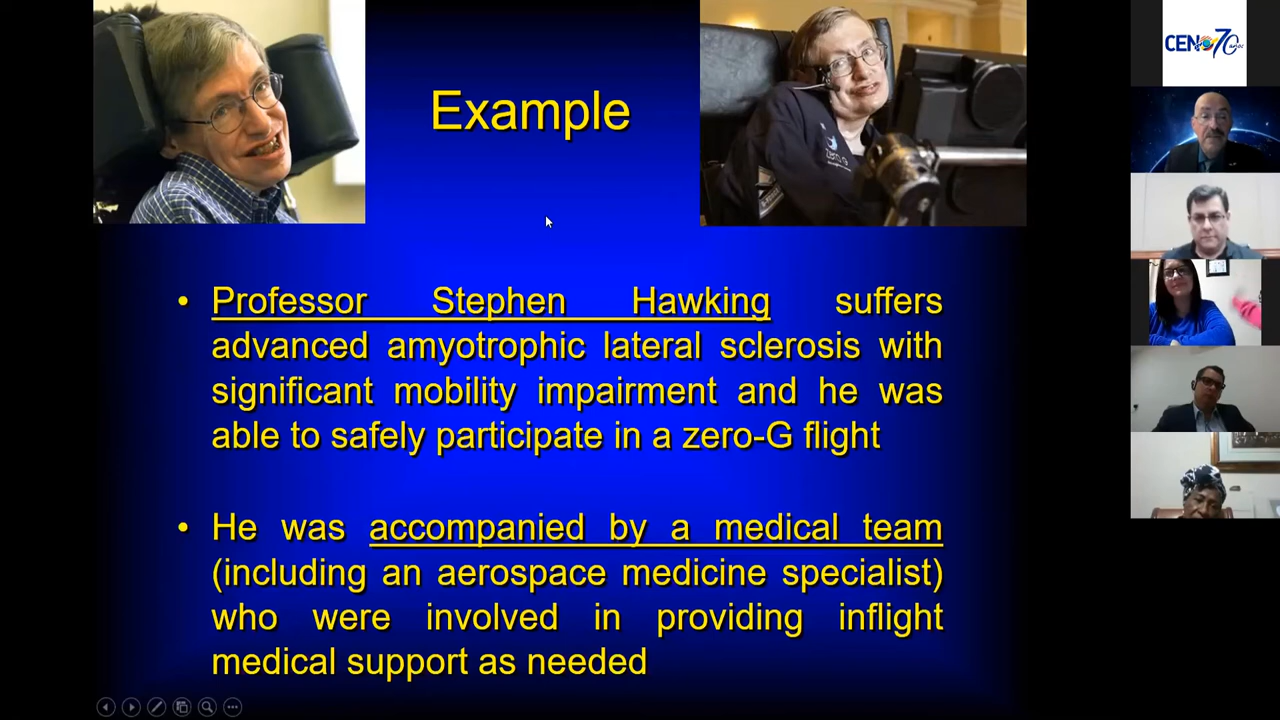 Example
CENO70 anos
zero G
• Professor Stephen Hawking suffers
advanced amyotrophic lateral sclerosis with
significant mobility impairment and he was
able to safely participate in a zero-G flight
• He was accompanied by a medical team
(including an aerospace medicine specialist)
who were involved in providing inflight
medical support as needed